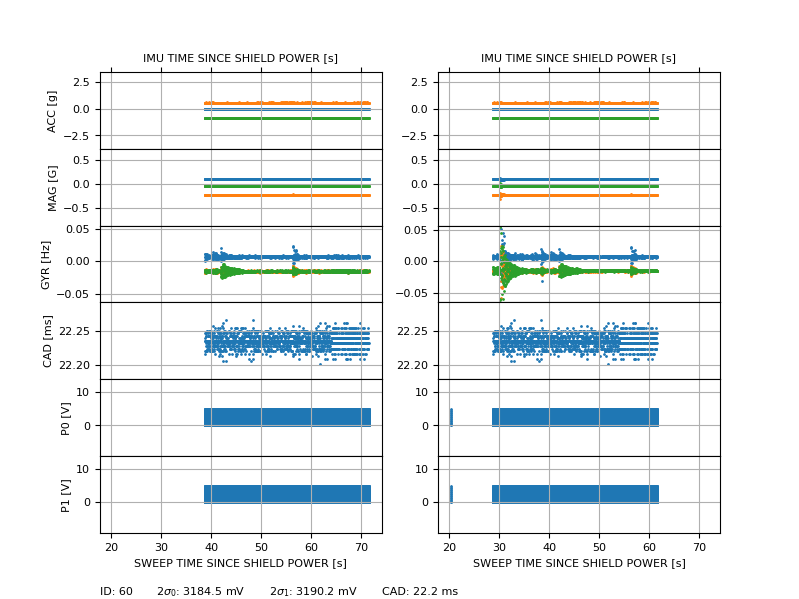 IMU TIME SINCE SHIELD POWER [s] IMU TIME SINCE SHIELD POWER [s]
ACC [g] 2.5 0.0 −2.5 2.5 0.0 −2.5
MAG [G] 0.5 0.0 −0.5 0.5 0.0 −0.5
GYR [Hz] 0.05 0.00 −0.05 0.05 0.00 −0.05
CAD [ms] 22.25 22.20 22.25 22.20
P0 [V] 10 0 10 0
P1 [V] 10 0 10 0
20 30 40 50 60 70 20 30 40 50 60 70
SWEEP TIME SINCE SHIELD POWER [s] SWEEP TIME SINCE SHIELD POWER [s]
ID: 60 2σ₀: 3184.5 mV 2σ₁: 3190.2 mV CAD: 22.2 ms